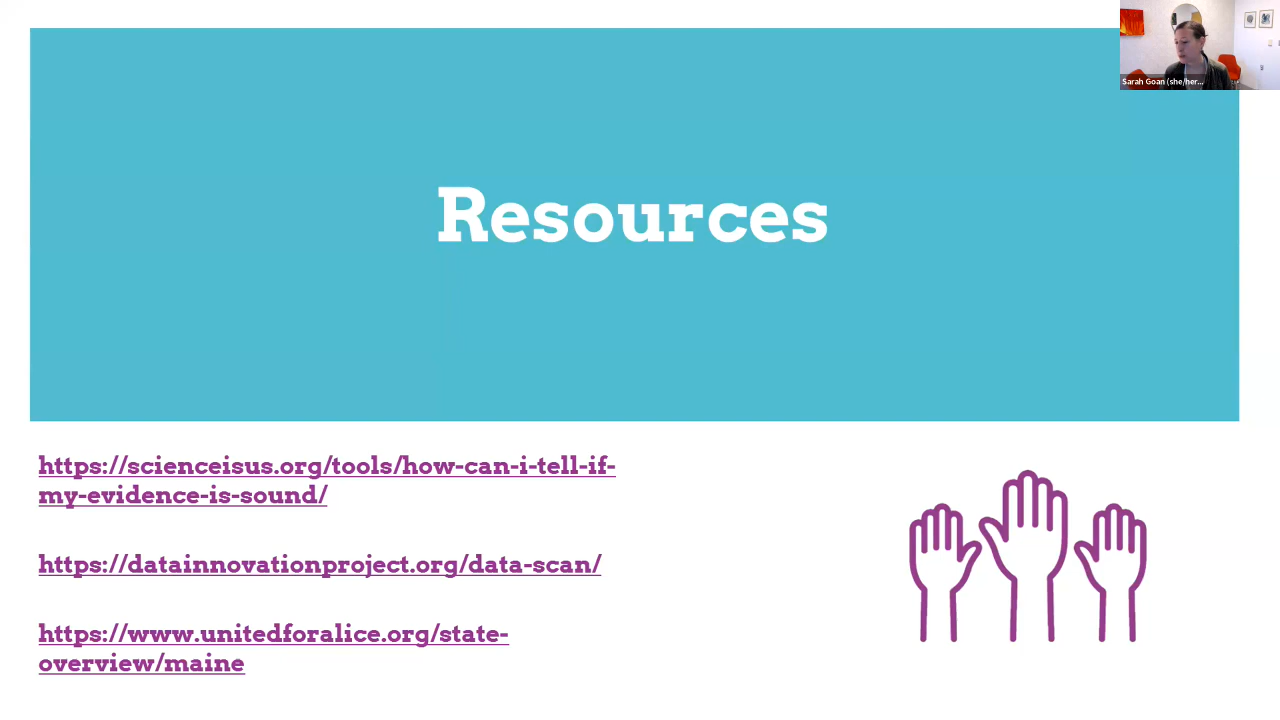 Resources
Sarah Goan (she/her...
https://scienceisus.org/tools/how-can-i-tell-if-
my-evidence-is-sound/
https://datainnovationproject.org/data-scan/
https://www.unitedforalice.org/state-
overview/maine